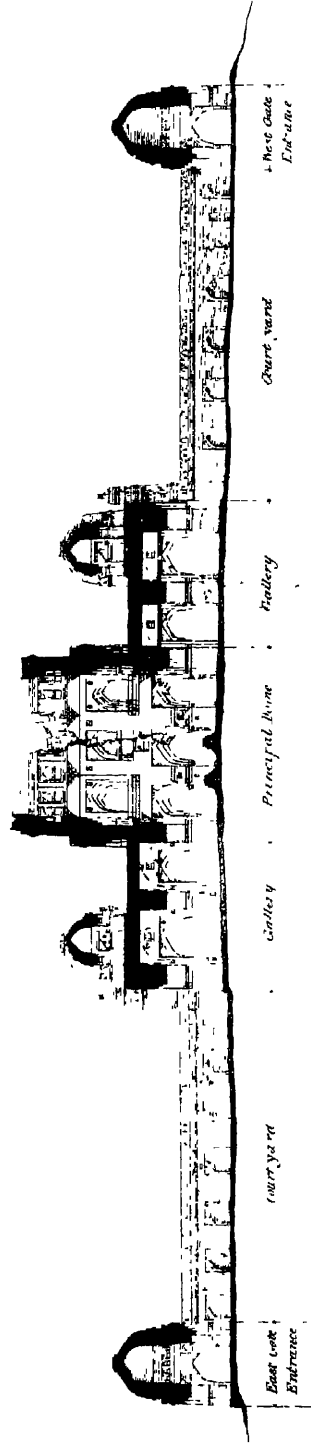 East Gate
Entrance
Court yard
Gallery
Principal Dome
Gallery
Court yard
West Gate
Entrance